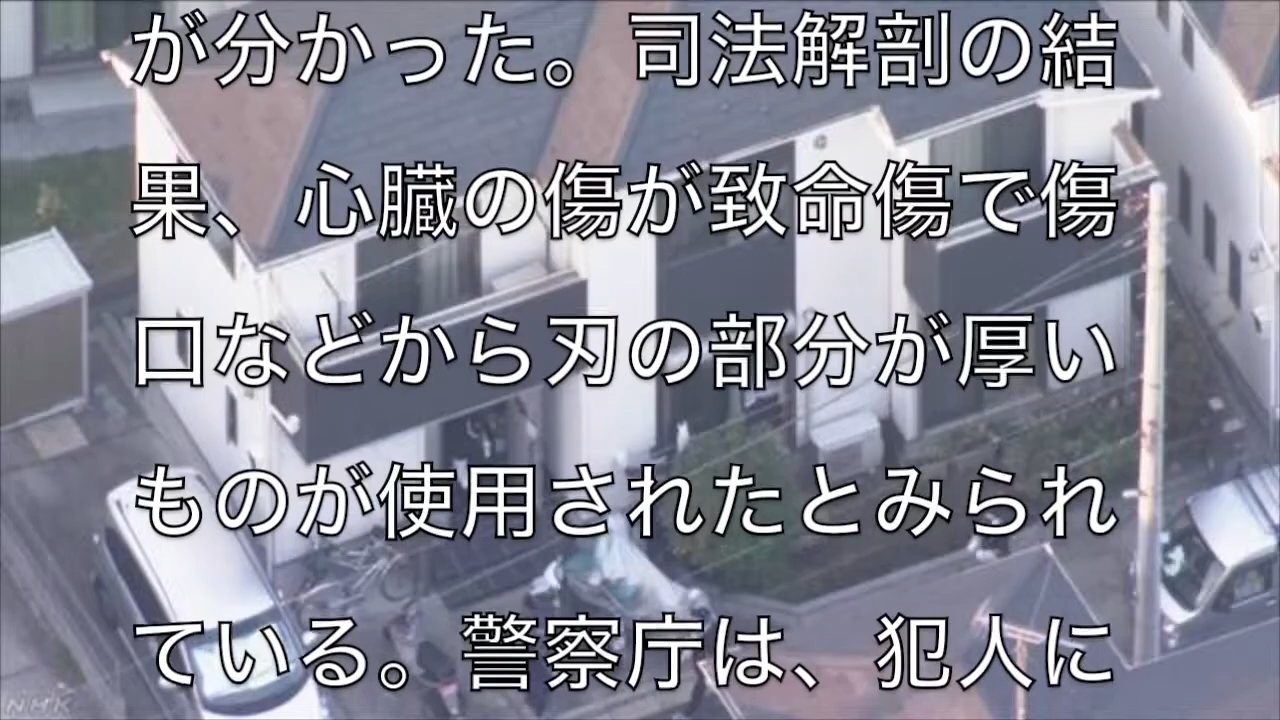 が分かった。司法解剖の結
果、心臓の傷が致命傷で傷
口などから刃の部分が厚い
ものが使用されたとみられ
ている。警察庁は、犯人に
NHK